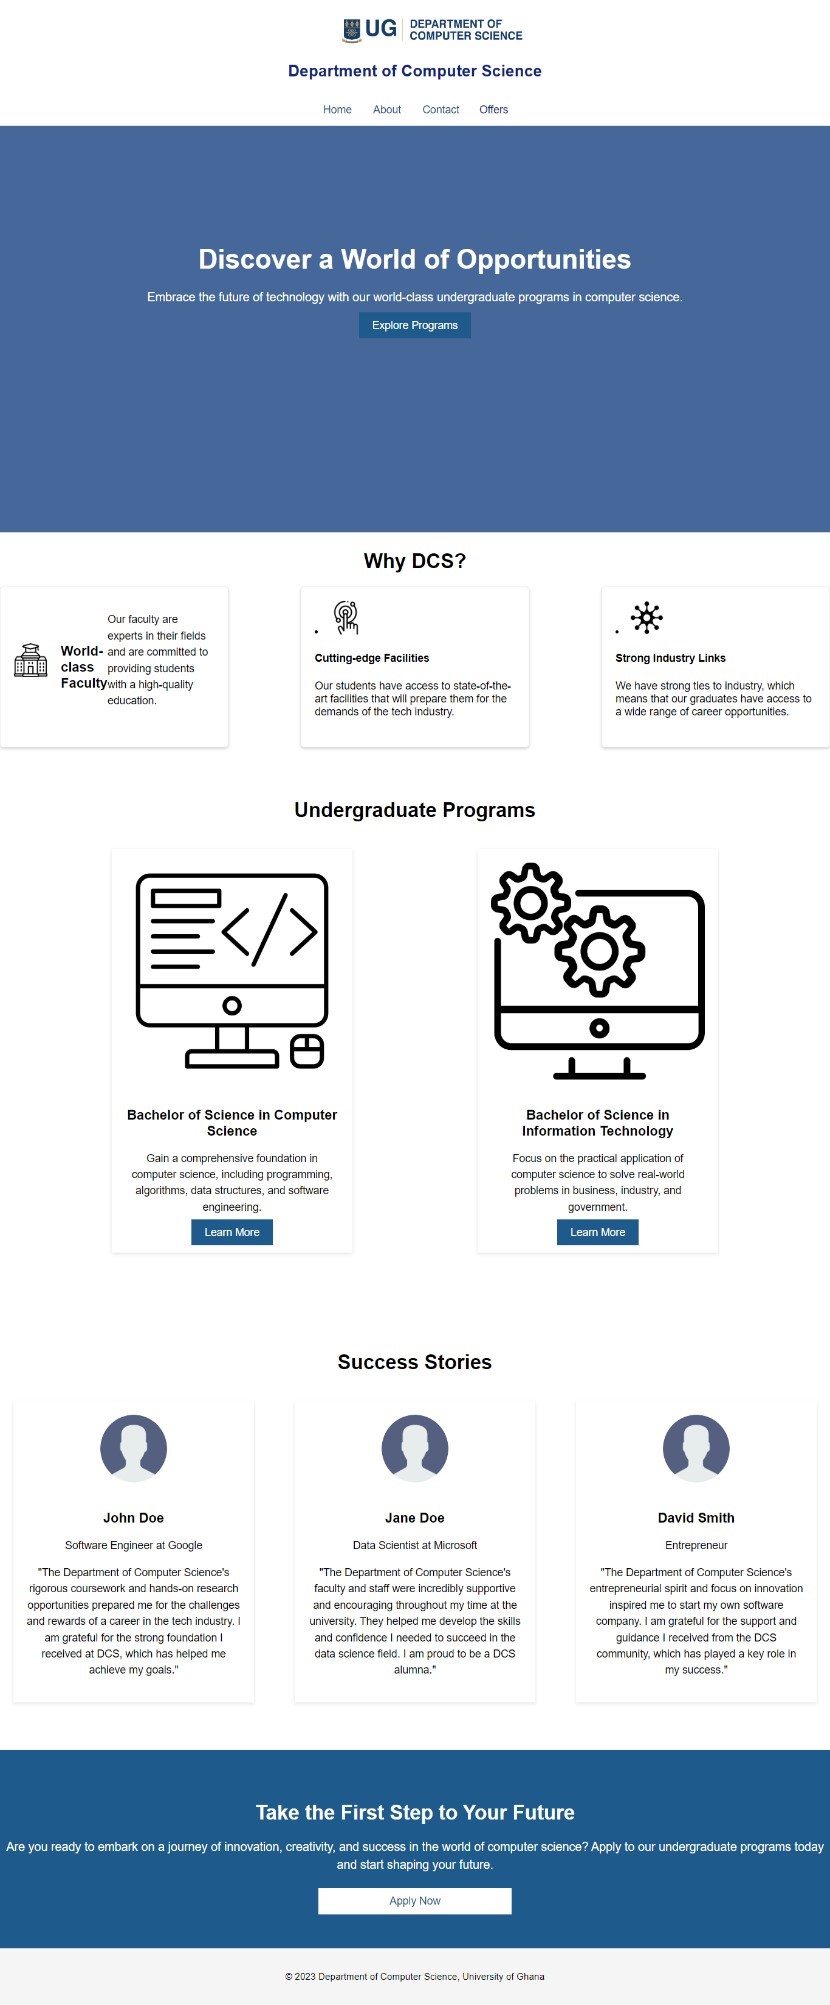 UG DEPARTMENT OF
COMPUTER SCIENCE
Department of Computer Science
Home About Contact Offers
Discover a World of Opportunities
Embrace the future of technology with our world-class undergraduate programs in computer science.
Explore Programs
Why DCS?
World-
class
Faculty
Our faculty are
experts in their fields
and are committed to
providing students
with a high-quality
education.
Cutting-edge Facilities
Our students have access to state-of-the-
art facilities that will prepare them for the
demands of the tech industry.
Strong Industry Links
We have strong ties to industry, which
means that our graduates have access to
a wide range of career opportunities.
Undergraduate Programs
Bachelor of Science in Computer
Science
Gain a comprehensive foundation in
computer science, including programming,
algorithms, data structures, and software
engineering.
Learn More
Bachelor of Science in
Information Technology
Focus on the practical application of
computer science to solve real-world
problems in business, industry, and
government.
Learn More
Success Stories
John Doe
Software Engineer at Google
"The Department of Computer Science's
rigorous coursework and hands-on research
opportunities prepared me for the challenges
and rewards of a career in the tech industry. I
am grateful for the strong foundation I
received at DCS, which has helped me
achieve my goals."
Jane Doe
Data Scientist at Microsoft
"The Department of Computer Science's
faculty and staff were incredibly supportive
and encouraging throughout my time at the
university. They helped me develop the skills
and confidence I needed to succeed in the
data science field. I am proud to be a DCS
alumna."
David Smith
Entrepreneur
"The Department of Computer Science's
entrepreneurial spirit and focus on innovation
inspired me to start my own software
company. I am grateful for the support and
guidance I received from the DCS
community, which has played a key role in
my success."
Take the First Step to Your Future
Are you ready to embark on a journey of innovation, creativity, and success in the world of computer science? Apply to our undergraduate programs today
and start shaping your future.
Apply Now
© 2023 Department of Computer Science, University of Ghana